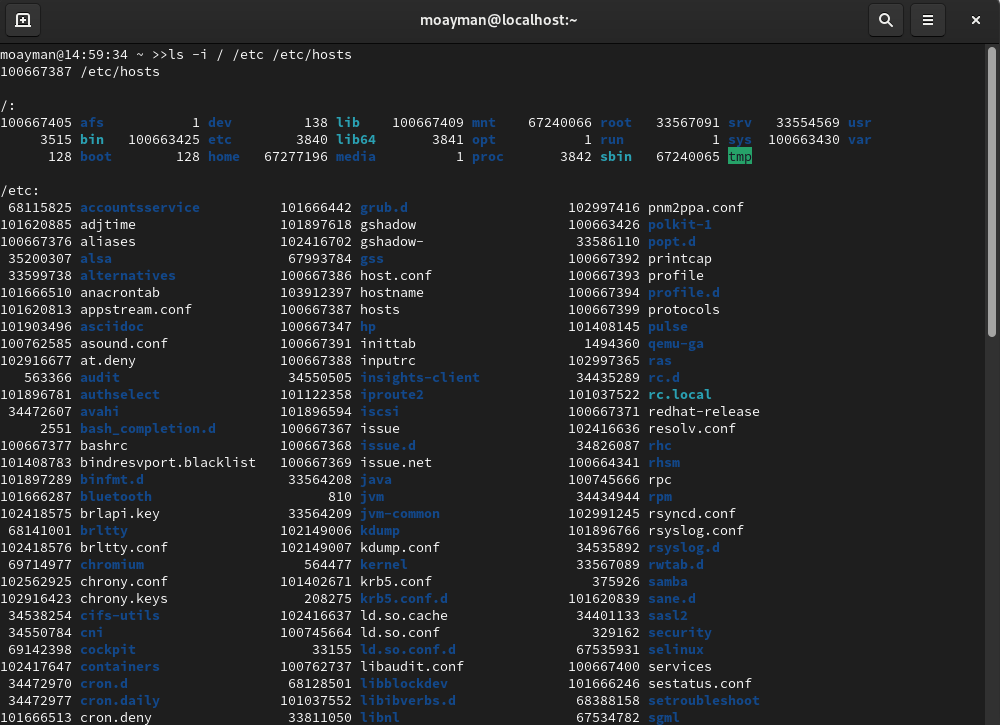 moayman@localhost:~
moayman@14:59:34 ~ >>ls -i / /etc /etc/hosts
100667387 /etc/hosts
/:
100667405 afs 1 dev 138 lib 100667409 mnt 67240066 root 33567091 srv 33554569 usr
3515 bin 100663425 etc 3840 lib64 3841 opt 1 run 1 sys 100663430 var
128 boot 128 home 67277196 media 1 proc 3842 sbin 67240065 tmp
/etc:
68115825 accountsservice 101666442 grub.d 102997416 pnm2ppa.conf
101620885 adjtime 101897618 gshadow 100663426 polkit-1
100667376 aliases 102416702 gshadow- 33586110 popt.d
35200307 alsa 67993784 gss 100667392 printcap
33599738 alternatives 100667386 host.conf 100667393 profile
101666510 anacrontab 103912397 hostname 100667394 profile.d
101620813 appstream.conf 100667387 hosts 100667399 protocols
101903496 asciidoc 100667347 hp 101408145 pulse
100762585 asound.conf 100667391 inittab 1494360 qemu-ga
102916677 at.deny 100667388 inputrc 102997365 ras
563366 audit 34550505 insights-client 34435289 rc.d
101896781 authselect 101122358 iproute2 101037522 rc.local
34472607 avahi 101896594 iscsi 100667371 redhat-release
2551 bash_completion.d 100667367 issue 102416636 resolv.conf
100667377 bashrc 100667368 issue.d 34826087 rhc
101408783 bindresvport.blacklist 100667369 issue.net 100664341 rhsm
101897289 binfmt.d 33564208 java 100745666 rpc
101666287 bluetooth 810 jvm 34434944 rpm
102418575 brlapi.key 33564209 jvm-common 102991245 rsyncd.conf
68141001 brltty 102149006 kdump 101896766 rsyslog.conf
102418576 brltty.conf 102149007 kdump.conf 34535892 rsyslog.d
69714977 chromium 564477 kernel 33567089 rwtab.d
102562925 chrony.conf 101402671 krb5.conf 375926 samba
102916423 chrony.keys 208275 krb5.conf.d 101620839 sane.d
34538254 cifs-utils 102416637 ld.so.cache 34401133 sasl2
34550784 cni 100745664 ld.so.conf 329162 security
69142398 cockpit 33155 ld.so.conf.d 67535931 selinux
102417647 containers 100762737 libaudit.conf 100667400 services
34472970 cron.d 68128501 libblockdev 101666246 sestatus.conf
34472977 cron.daily 101037552 libibverbs.d 68388158 setroubleshoot
101666513 cron.deny 33811050 libnl 67534782 sgml